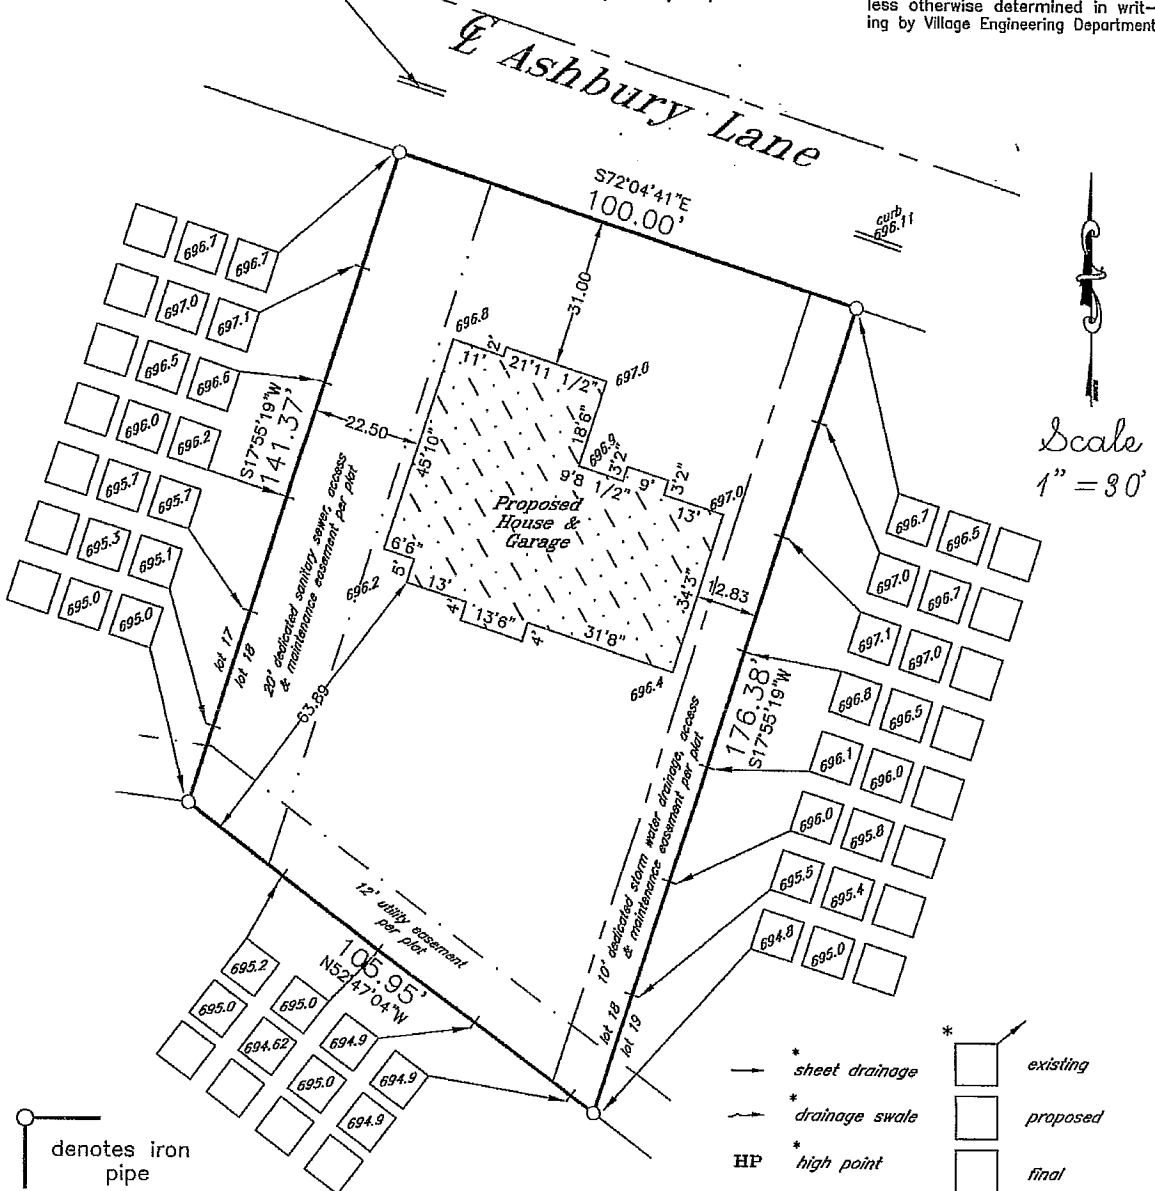 less otherwise determined in writ-
ing by Village Engineering Department
℄ Ashbury Lane
S72°04'41"E
100.00'
curb
696.11
31.00
696.7
696.7
697.0
697.1
696.5
696.6
696.0
696.2
695.7
695.7
695.3
695.1
695.0
695.0
S17°55'19"W
141.37'
22.50
696.8
11'
2'
21'11 1/2"
697.0
18'6"
696.9
3'2"
9'8 1/2"
9'
3'2"
697.0
13'
45'10"
Proposed
House &
Garage
6'6"
5'
696.2
13'
4'
13'6"
4'
31'8"
34'3"
12.83
696.4
63.89
20' dedicated sanitary sewer, access
& maintenance easement per plat
lot 17
lot 18
Scale
1" = 30'
696.7
696.5
697.0
696.7
697.1
697.0
696.8
696.5
696.1
696.0
696.0
695.8
695.5
695.4
694.8
695.0
176.38'
S17°55'19"W
10' dedicated storm water drainage, access
& maintenance easement per plat
lot 18
lot 19
12' utility easement
per plat
105.95'
N52°47'04"W
695.2
695.0
695.0
694.62
694.9
695.0
694.9
694.9
denotes iron
pipe
* sheet drainage
* drainage swale
HP * high point
*
existing
proposed
final